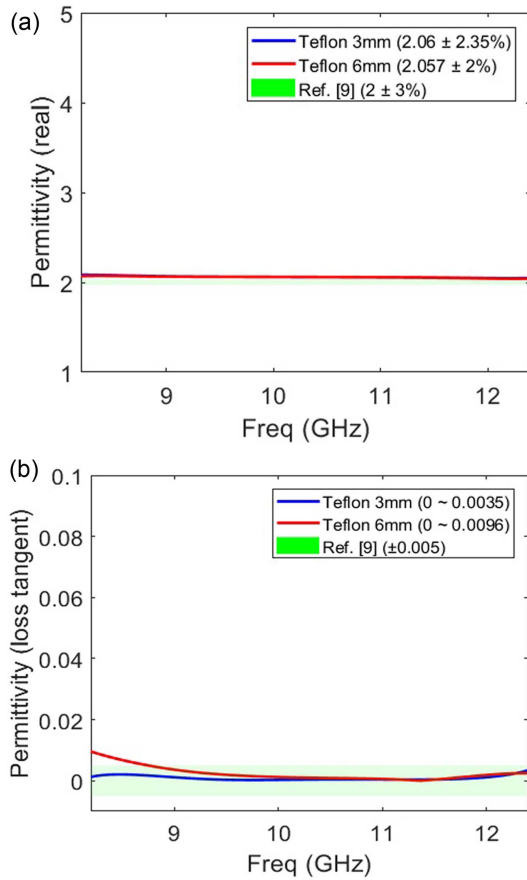 (a)
5
4
3
2
1
Permittivity (real)
Teflon 3mm (2.06 ± 2.35%)
Teflon 6mm (2.057 ± 2%)
Ref. [9] (2 ± 3%)
9 10 11 12
Freq (GHz)
(b)
0.1
0.08
0.06
0.04
0.02
0
Permittivity (loss tangent)
Teflon 3mm (0 ~ 0.0035)
Teflon 6mm (0 ~ 0.0096)
Ref. [9] (±0.005)
9 10 11 12
Freq (GHz)